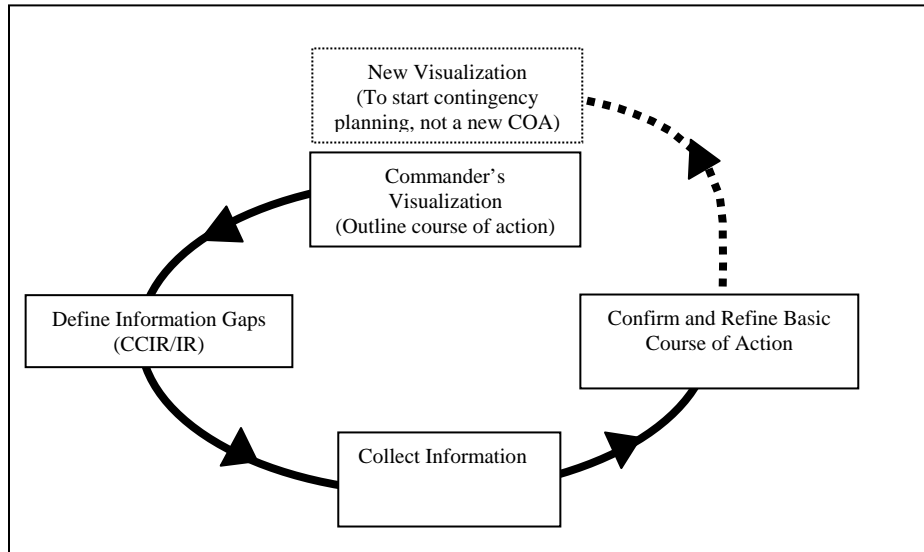 New Visualization
(To start contingency
planning, not a new COA)
Commander’s
Visualization
(Outline course of action)
Define Information Gaps
(CCIR/IR)
Confirm and Refine Basic
Course of Action
Collect Information